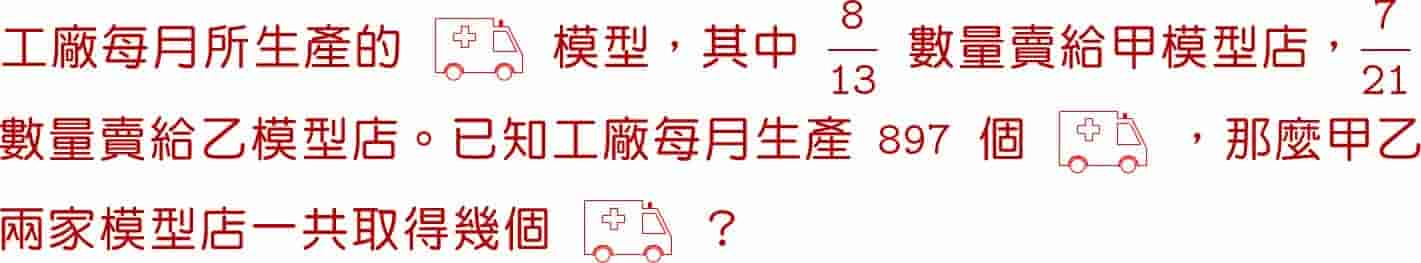 工廠每月所生產的 模型，其中 8/13 數量賣給甲模型店，7/21
數量賣給乙模型店。已知工廠每月生產 897 個 ，那麼甲乙
兩家模型店一共取得幾個 ？